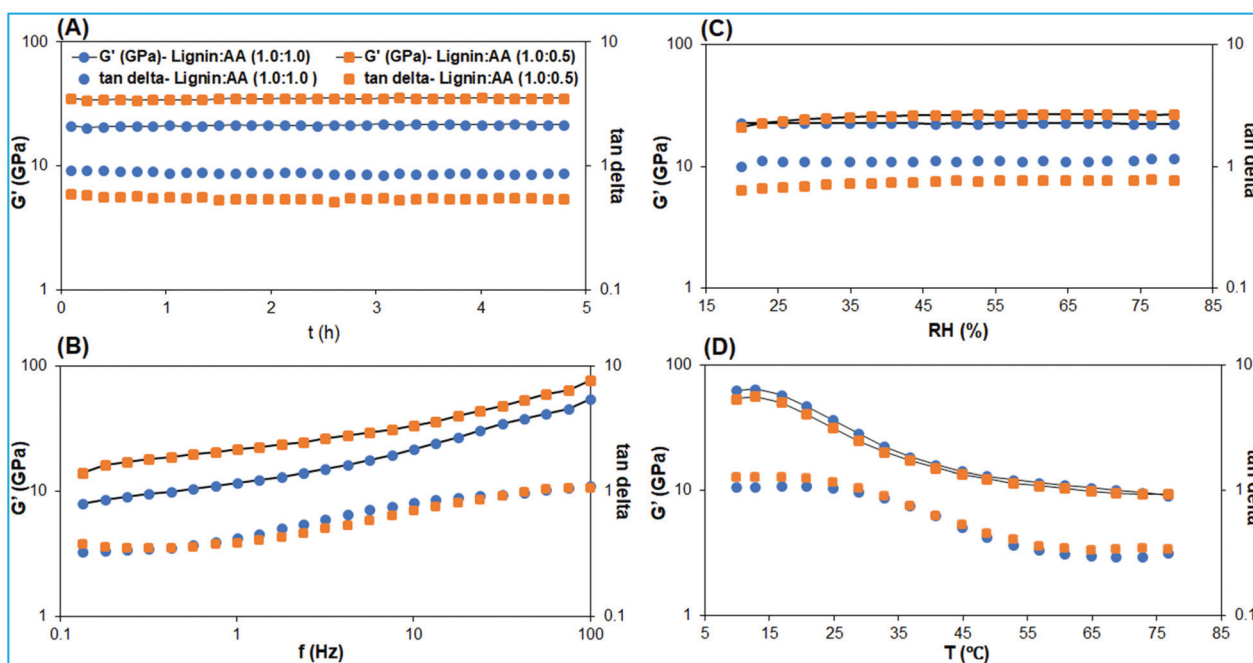 (A)
100
10
1
G' (GPa)
10
1
0.1
tan delta
G' (GPa)- Lignin:AA (1.0:1.0)
G' (GPa)- Lignin:AA (1.0:0.5)
tan delta- Lignin:AA (1.0:1.0 )
tan delta- Lignin:AA (1.0:0.5)
0 1 2 3 4 5
t (h)
(C)
100
10
1
G' (GPa)
10
1
0.1
tan delta
15 25 35 45 55 65 75 85
RH (%)
(B)
100
10
1
G' (GPa)
10
1
0.1
tan delta
0.1 1 10 100
f (Hz)
(D)
100
10
1
G’ (GPa)
10
1
0.1
tan delta
5 15 25 35 45 55 65 75 85
T (ºC)